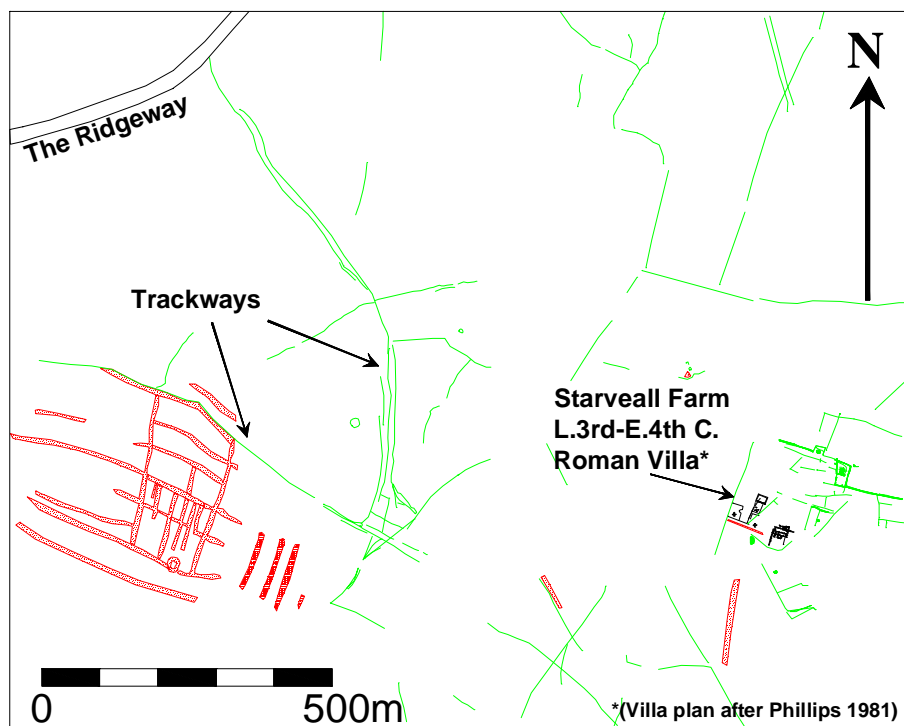 N
The Ridgeway
Trackways
Starveall Farm
L.3rd-E.4th C.
Roman Villa*
0 500m
*(Villa plan after Phillips 1981)